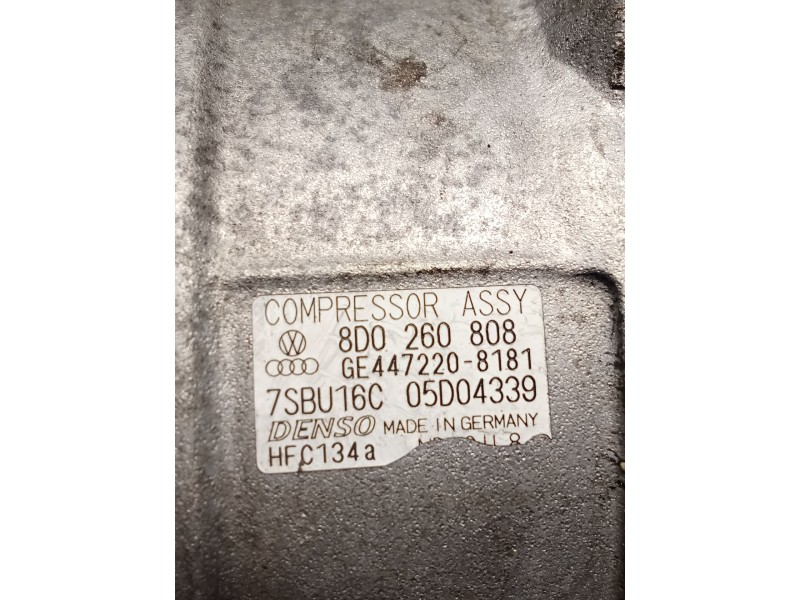 COMPRESSOR ASSY
8D0 260 808
GE447220-8181
7SBU16C 05D04339
DENSO MADE IN GERMANY
HFC134a